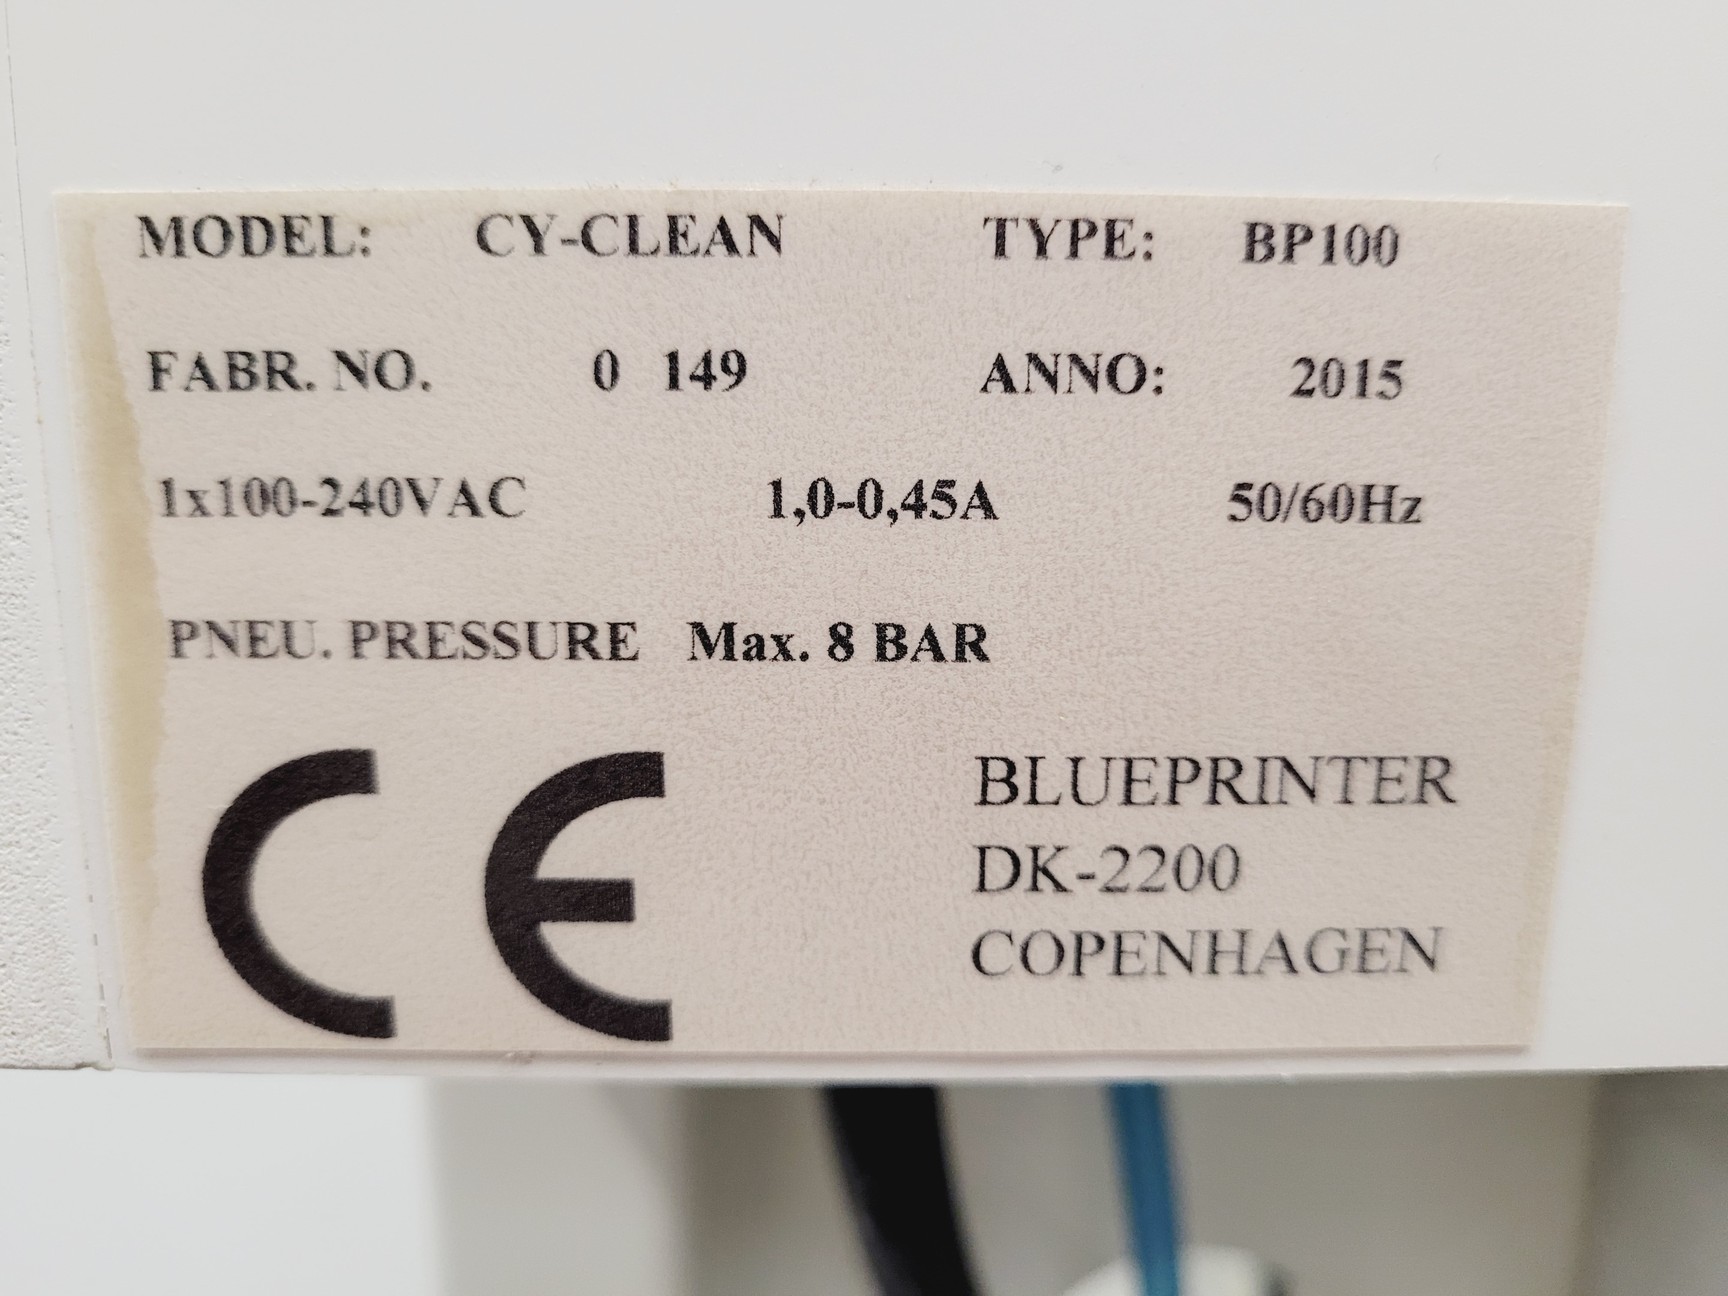 MODEL: CY-CLEAN TYPE: BP100
FABR. NO. 0 149 ANNO: 2015
1x100-240VAC 1,0-0,45A 50/60Hz
PNEU. PRESSURE Max. 8 BAR
CE
BLUEPRINTER
DK-2200
COPENHAGEN